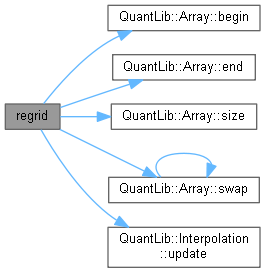 QuantLib::Array::begin
QuantLib::Array::end
regrid
QuantLib::Array::size
QuantLib::Array::swap
QuantLib::Interpolation
::update